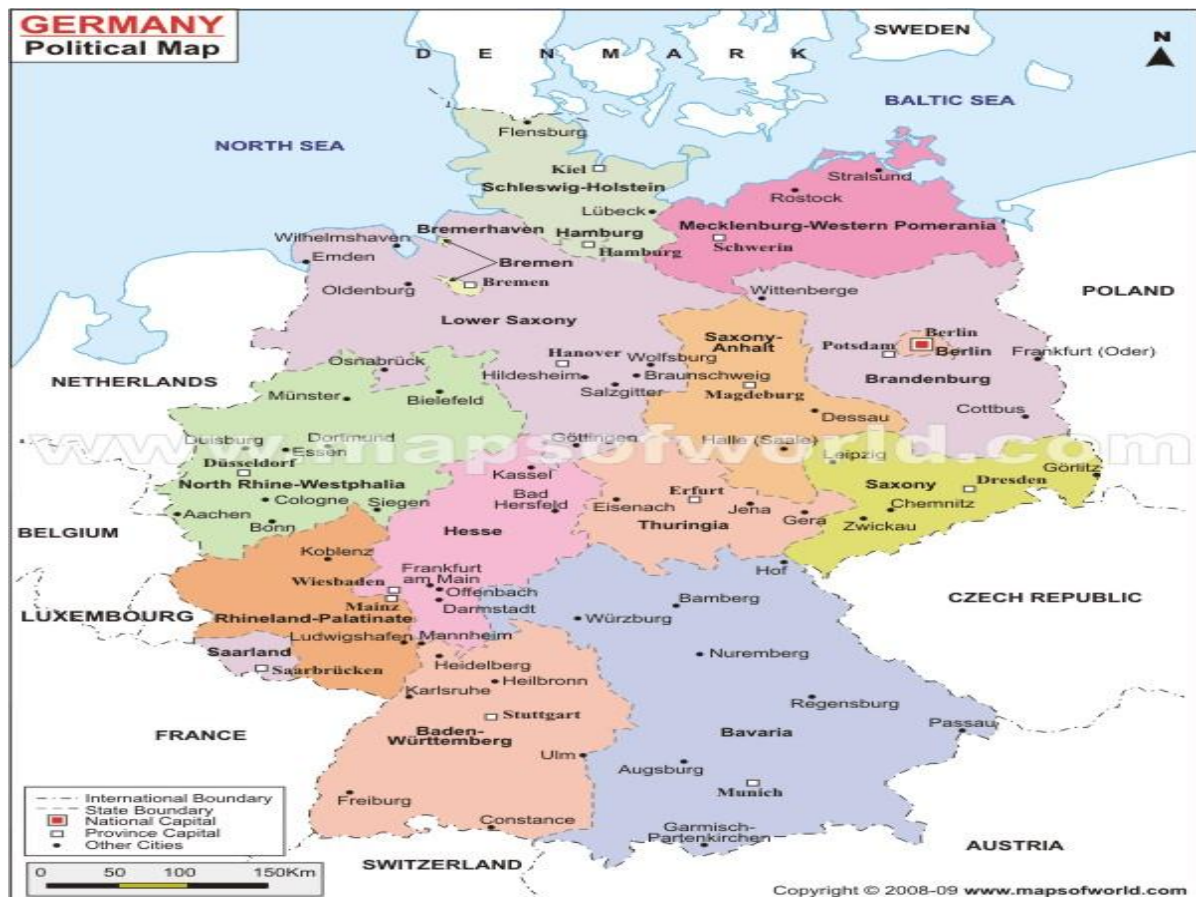 GERMANY
Political Map
SWEDEN
N
D E N M A R K
BALTIC SEA
NORTH SEA
Flensburg
Kiel
Schleswig-Holstein
Stralsund
Rostock
Lübeck
Mecklenburg-Western Pomerania
Bremerhaven
Hamburg
Wilhelmshaven
Hamburg
Schwerin
Emden
Bremen
Oldenburg
Bremen
Wittenberge
POLAND
Lower Saxony
Saxony-
Anhalt
Berlin
Potsdam
Berlin
Hanover
Wolfsburg
Frankfurt (Oder)
Osnabrück
NETHERLANDS
Hildesheim
Braunschweig
Brandenburg
Salzgitter
Magdeburg
Münster
Bielefeld
Dessau
Cottbus
www.mapsofworld.com
Duisburg
Dortmund
Göttingen
Halle (Saale)
Essen
Leipzig
Düsseldorf
Kassel
Görlitz
North Rhine-Westphalia
Saxony
Dresden
Cologne
Siegen
Bad
Hersfeld
Erfurt
Eisenach
Jena
Chemnitz
Aachen
Bonn
Hesse
Thuringia
Gera
Zwickau
BELGIUM
Koblenz
Hof
Frankfurt
am Main
Wiesbaden
Offenbach
Mainz
Darmstadt
Bamberg
CZECH REPUBLIC
LUXEMBOURG
Rhineland-Palatinate
Würzburg
Ludwigshafen
Mannheim
Saarland
Saarbrücken
Heidelberg
Nuremberg
Heilbronn
Karlsruhe
Regensburg
Stuttgart
Passau
FRANCE
Baden-
Württemberg
Bavaria
Ulm
Augsburg
Munich
Freiburg
Constance
Garmisch-
Partenkirchen
AUSTRIA
SWITZERLAND
International Boundary
State Boundary
National Capital
Province Capital
Other Cities
0 50 100 150Km
Copyright © 2008-09 www.mapsofworld.com